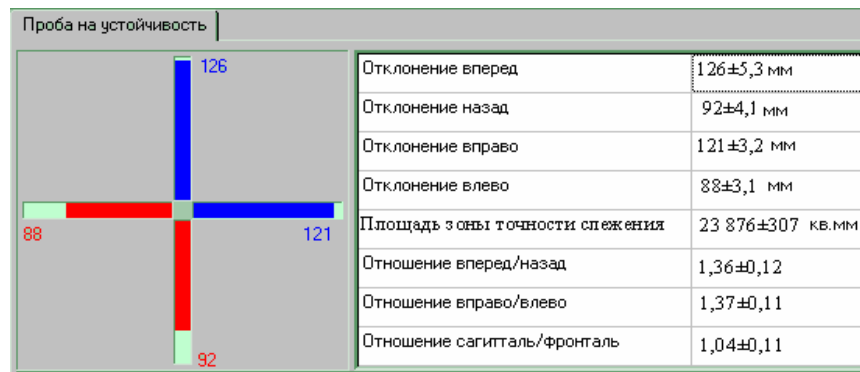 Проба на устойчивость
126
88
121
92
Отклонение вперед 126±5,3 мм
Отклонение назад 92±4,1 мм
Отклонение вправо 121±3,2 мм
Отклонение влево 88±3,1 мм
Площадь зоны точности слежения 23 876±307 кв.мм
Отношение вперед/назад 1,36±0,12
Отношение вправо/влево 1,37±0,11
Отношение сагитталь/фронталь 1,04±0,11